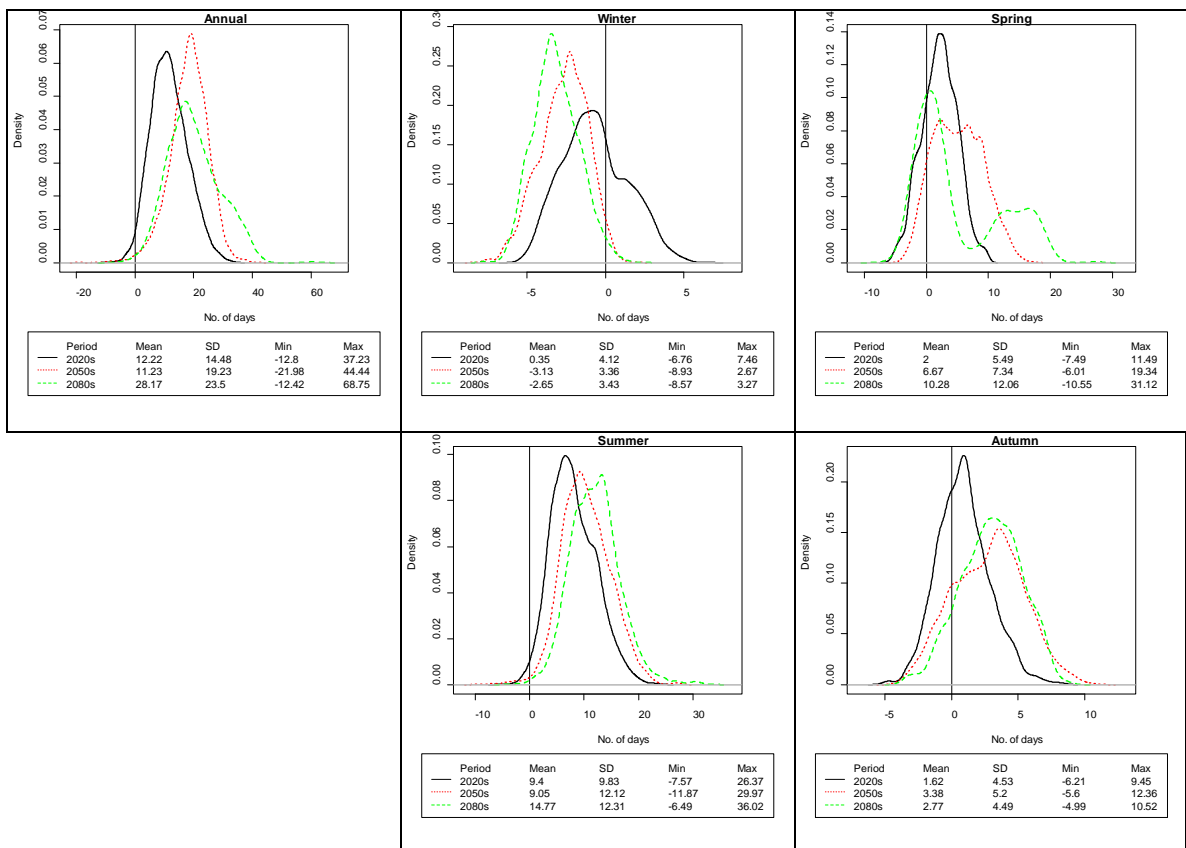 Annual
Density
0.00 0.01 0.02 0.03 0.04 0.05 0.06 0.07
-20 0 20 40 60
No. of days
Period Mean SD Min Max
2020s 12.22 14.48 -12.8 37.23
2050s 11.23 19.23 -21.98 44.44
2080s 28.17 23.5 -12.42 68.75
Winter
Density
0.00 0.05 0.10 0.15 0.20 0.25 0.30
-5 0 5
No. of days
Period Mean SD Min Max
2020s 0.35 4.12 -6.76 7.46
2050s -3.13 3.36 -8.93 2.67
2080s -2.65 3.43 -8.57 3.27
Spring
Density
0.00 0.02 0.04 0.06 0.08 0.10 0.12 0.14
-10 0 10 20 30
No. of days
Period Mean SD Min Max
2020s 2 5.49 -7.49 11.49
2050s 6.67 7.34 -6.01 19.34
2080s 10.28 12.06 -10.55 31.12
Summer
Density
0.00 0.02 0.04 0.06 0.08 0.10
-10 0 10 20 30
No. of days
Period Mean SD Min Max
2020s 9.4 9.83 -7.57 26.37
2050s 9.05 12.12 -11.87 29.97
2080s 14.77 12.31 -6.49 36.02
Autumn
Density
0.00 0.05 0.10 0.15 0.20
-5 0 5 10
No. of days
Period Mean SD Min Max
2020s 1.62 4.53 -6.21 9.45
2050s 3.38 5.2 -5.6 12.36
2080s 2.77 4.49 -4.99 10.52